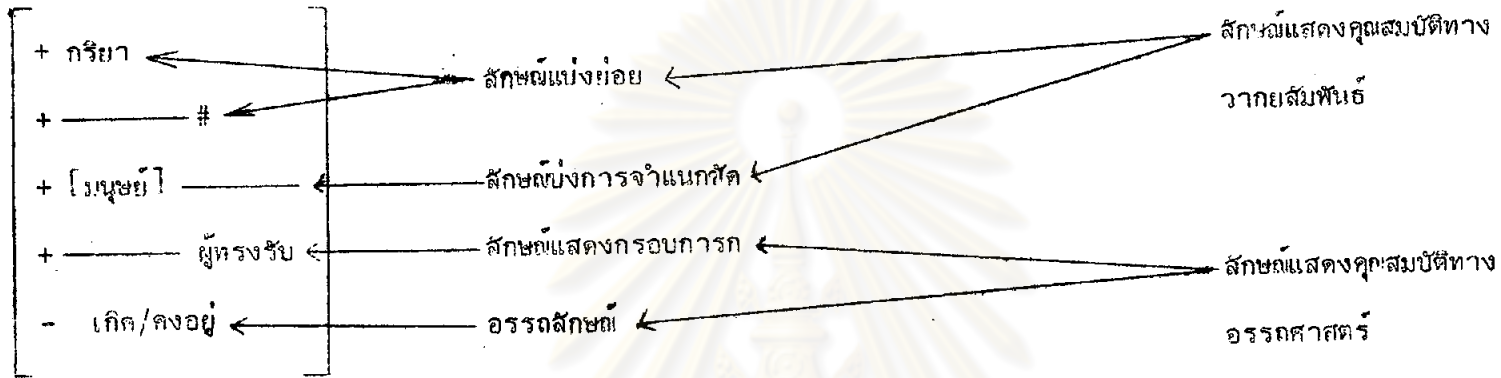 + กริยา
+ ——— #
+ [มนุษย์] ———
+ ——— ผู้ทรงรับ
- เกิด/คงอยู่
ลักษณ์แบ่งย่อย
ลักษณ์บ่งการจำแนกชัด
ลักษณ์แสดงกรอบการก
อรรถลักษณ์
ลักษณ์แสดงคุณสมบัติทาง
วากยสัมพันธ์
ลักษณ์แสดงคุณสมบัติทาง
อรรถศาสตร์